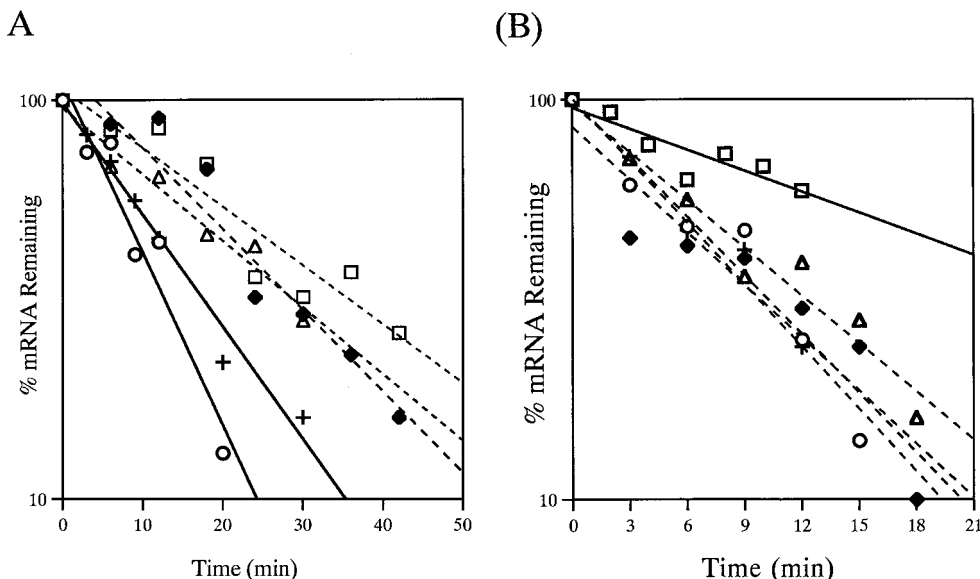 A
(B)
100
10
% mRNA Remaining
0 10 20 30 40 50
Time (min)
100
10
% mRNA Remaining
0 3 6 9 12 15 18 21
Time (min)